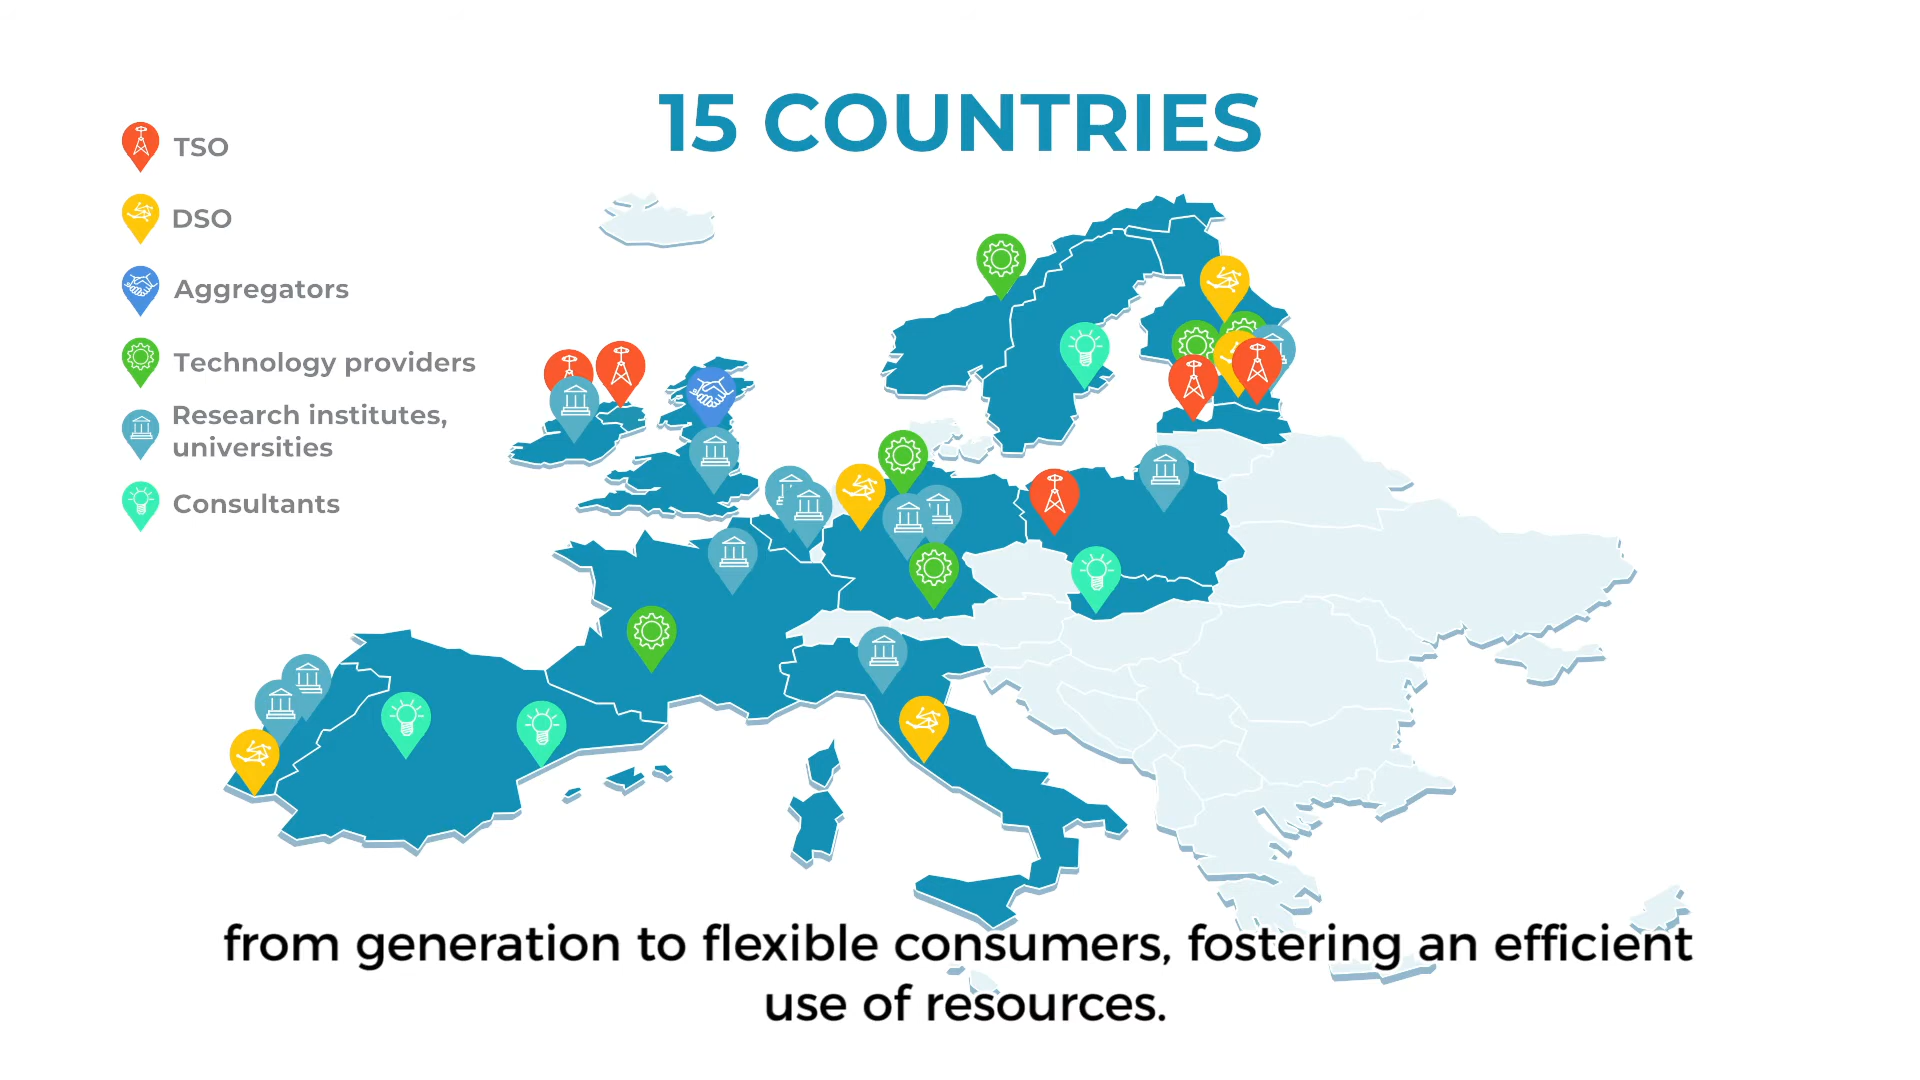 15 COUNTRIES
TSO
DSO
Aggregators
Technology providers
Research institutes,
universities
Consultants
from generation to flexible consumers, fostering an efficient
use of resources.